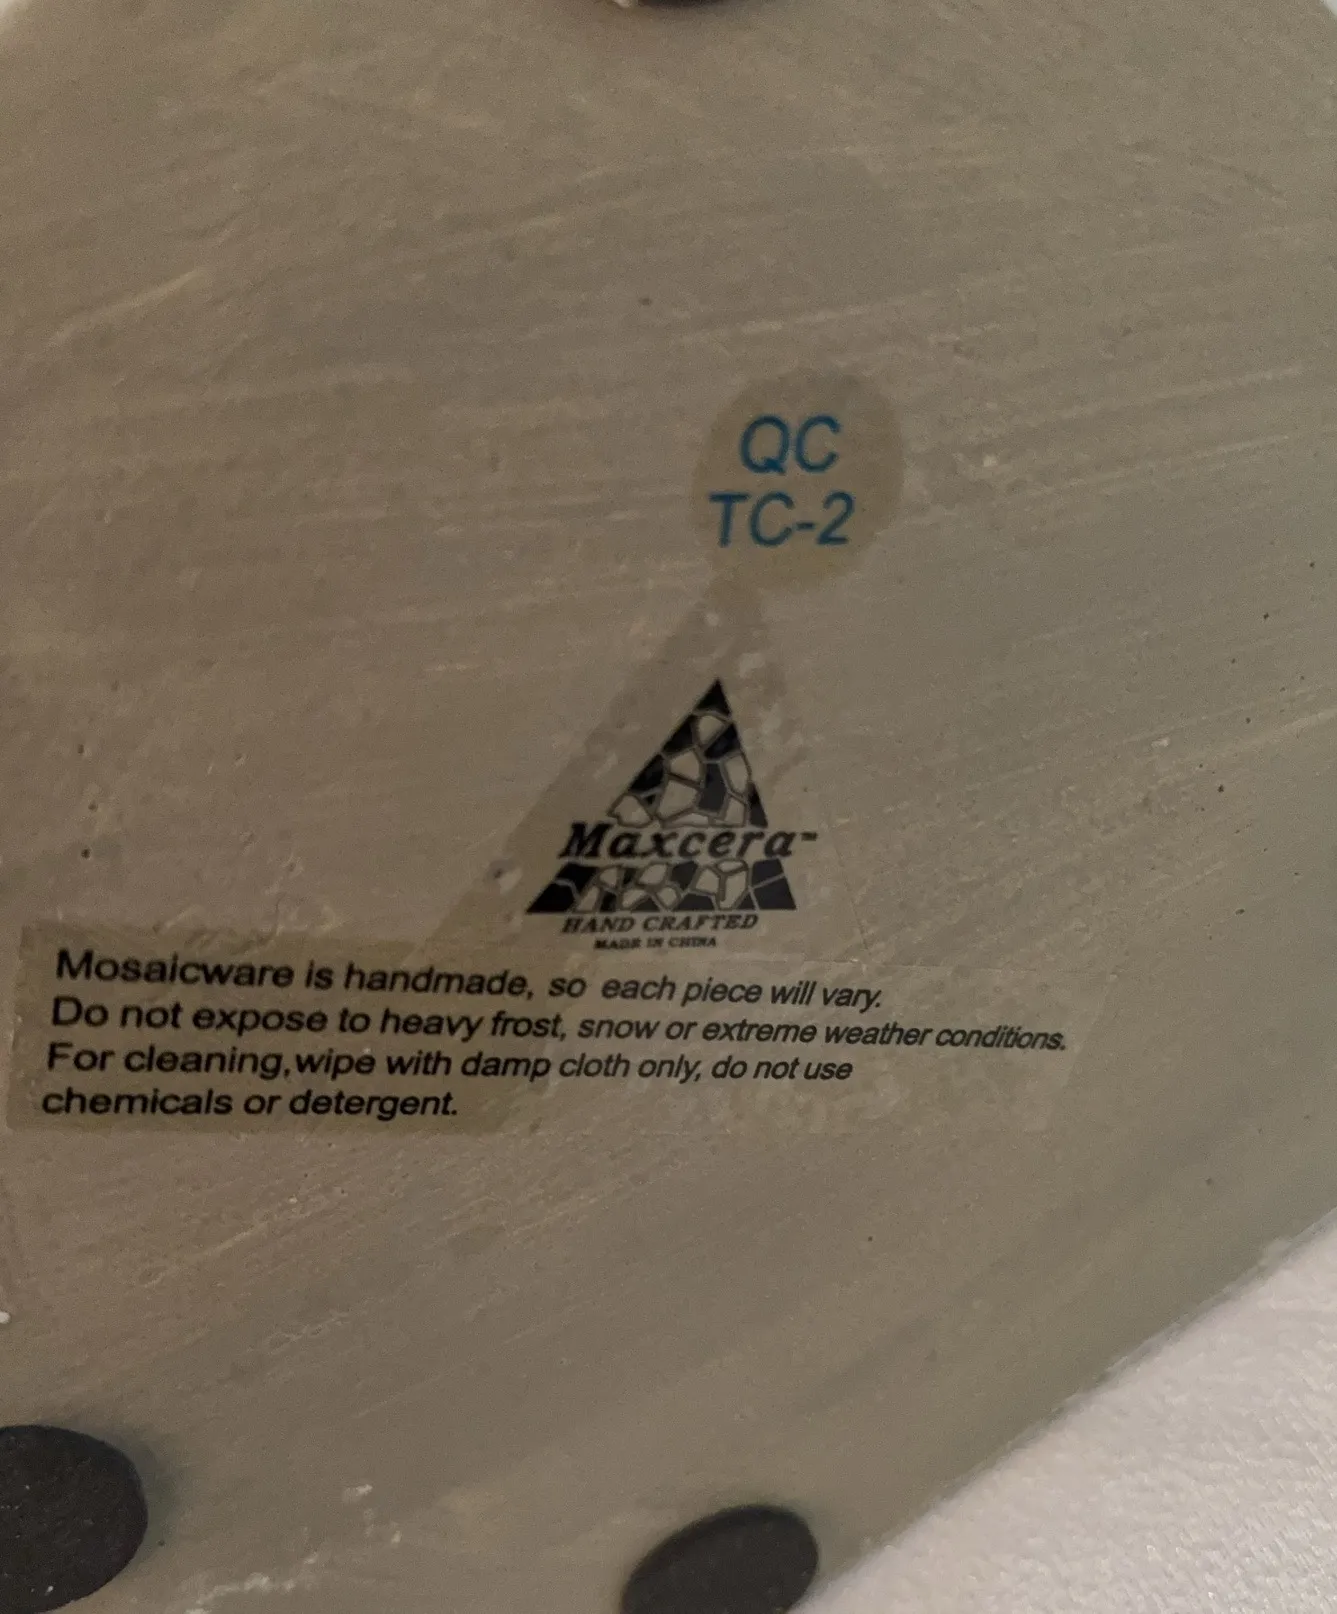 QC
TC-2
Maxcera™
HAND CRAFTED
MADE IN CHINA
Mosaicware is handmade, so each piece will vary.
Do not expose to heavy frost, snow or extreme weather conditions.
For cleaning,wipe with damp cloth only, do not use
chemicals or detergent.